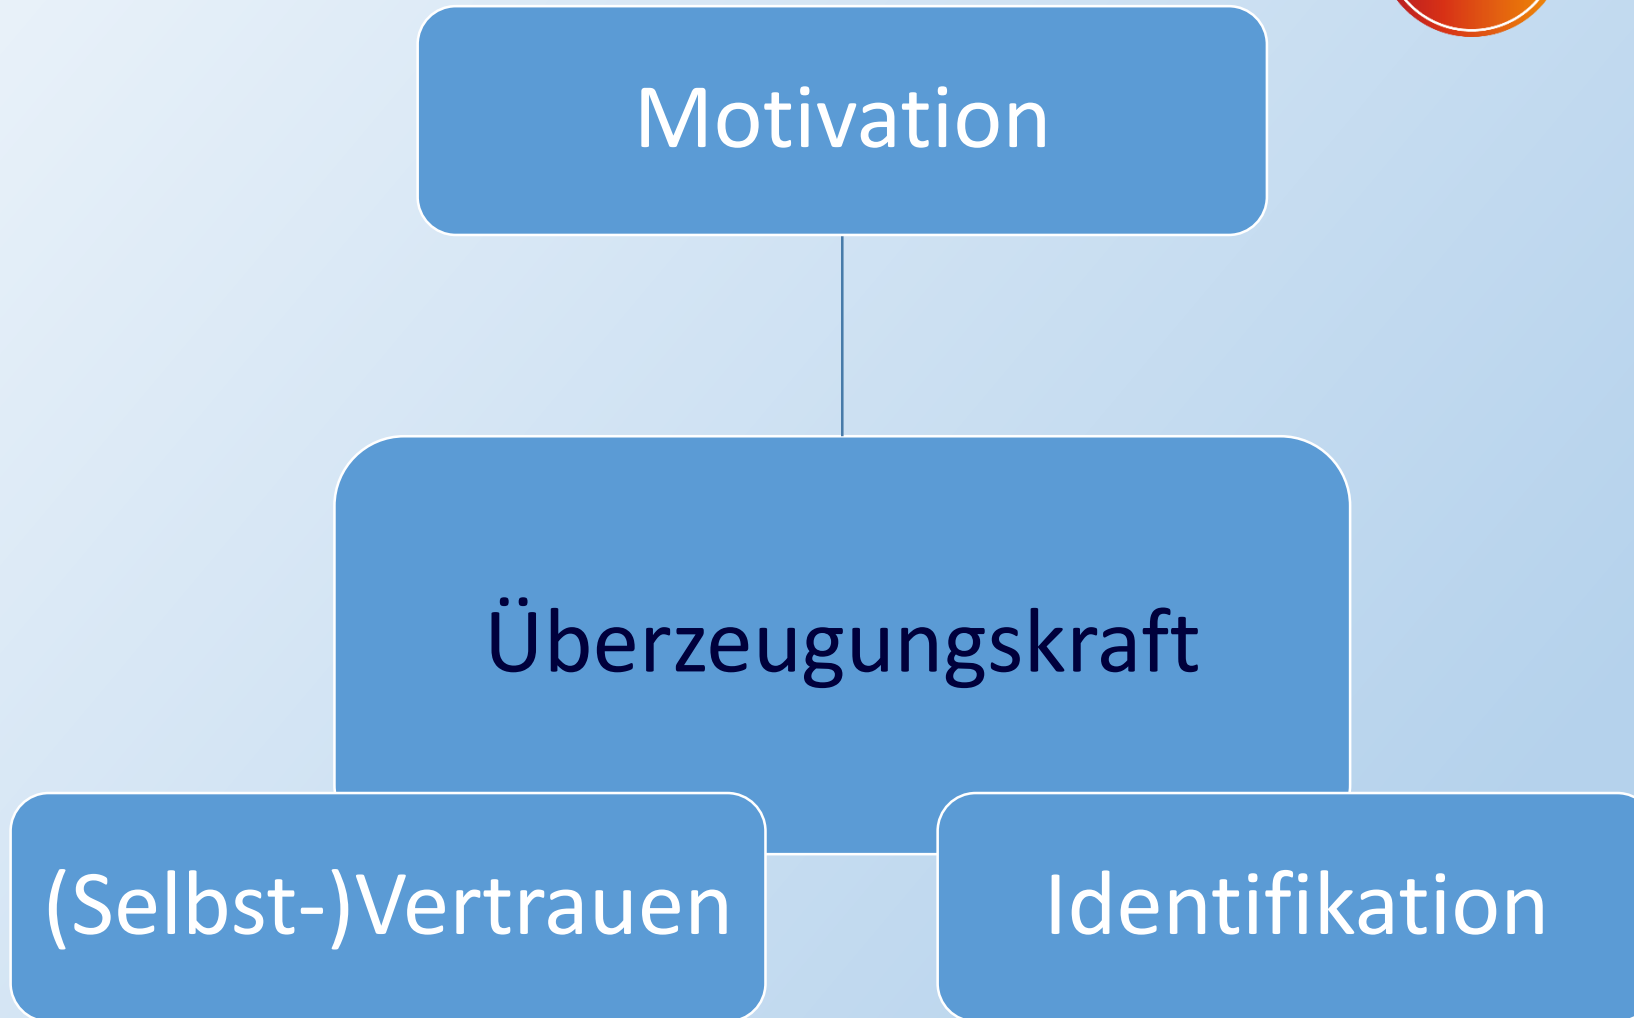 Motivation
Überzeugungskraft
(Selbst-)Vertrauen
Identifikation